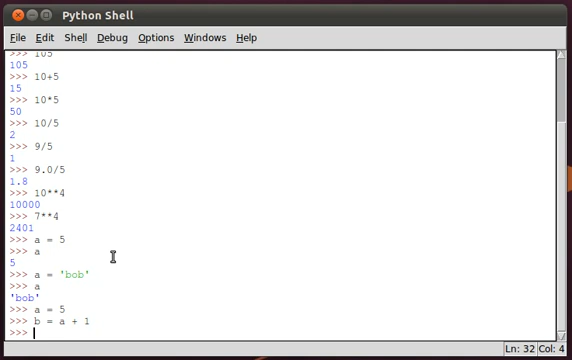 Python Shell
File Edit Shell Debug Options Windows Help
>>> 105
105
>>> 10+5
15
>>> 10*5
50
>>> 10/5
2
>>> 9/5
1
>>> 9.0/5
1.8
>>> 10**4
10000
>>> 7**4
2401
>>> a = 5
>>> a
5
>>> a = 'bob'
>>> a
'bob'
>>> a = 5
>>> b = a + 1
>>>
Ln: 32 Col: 4